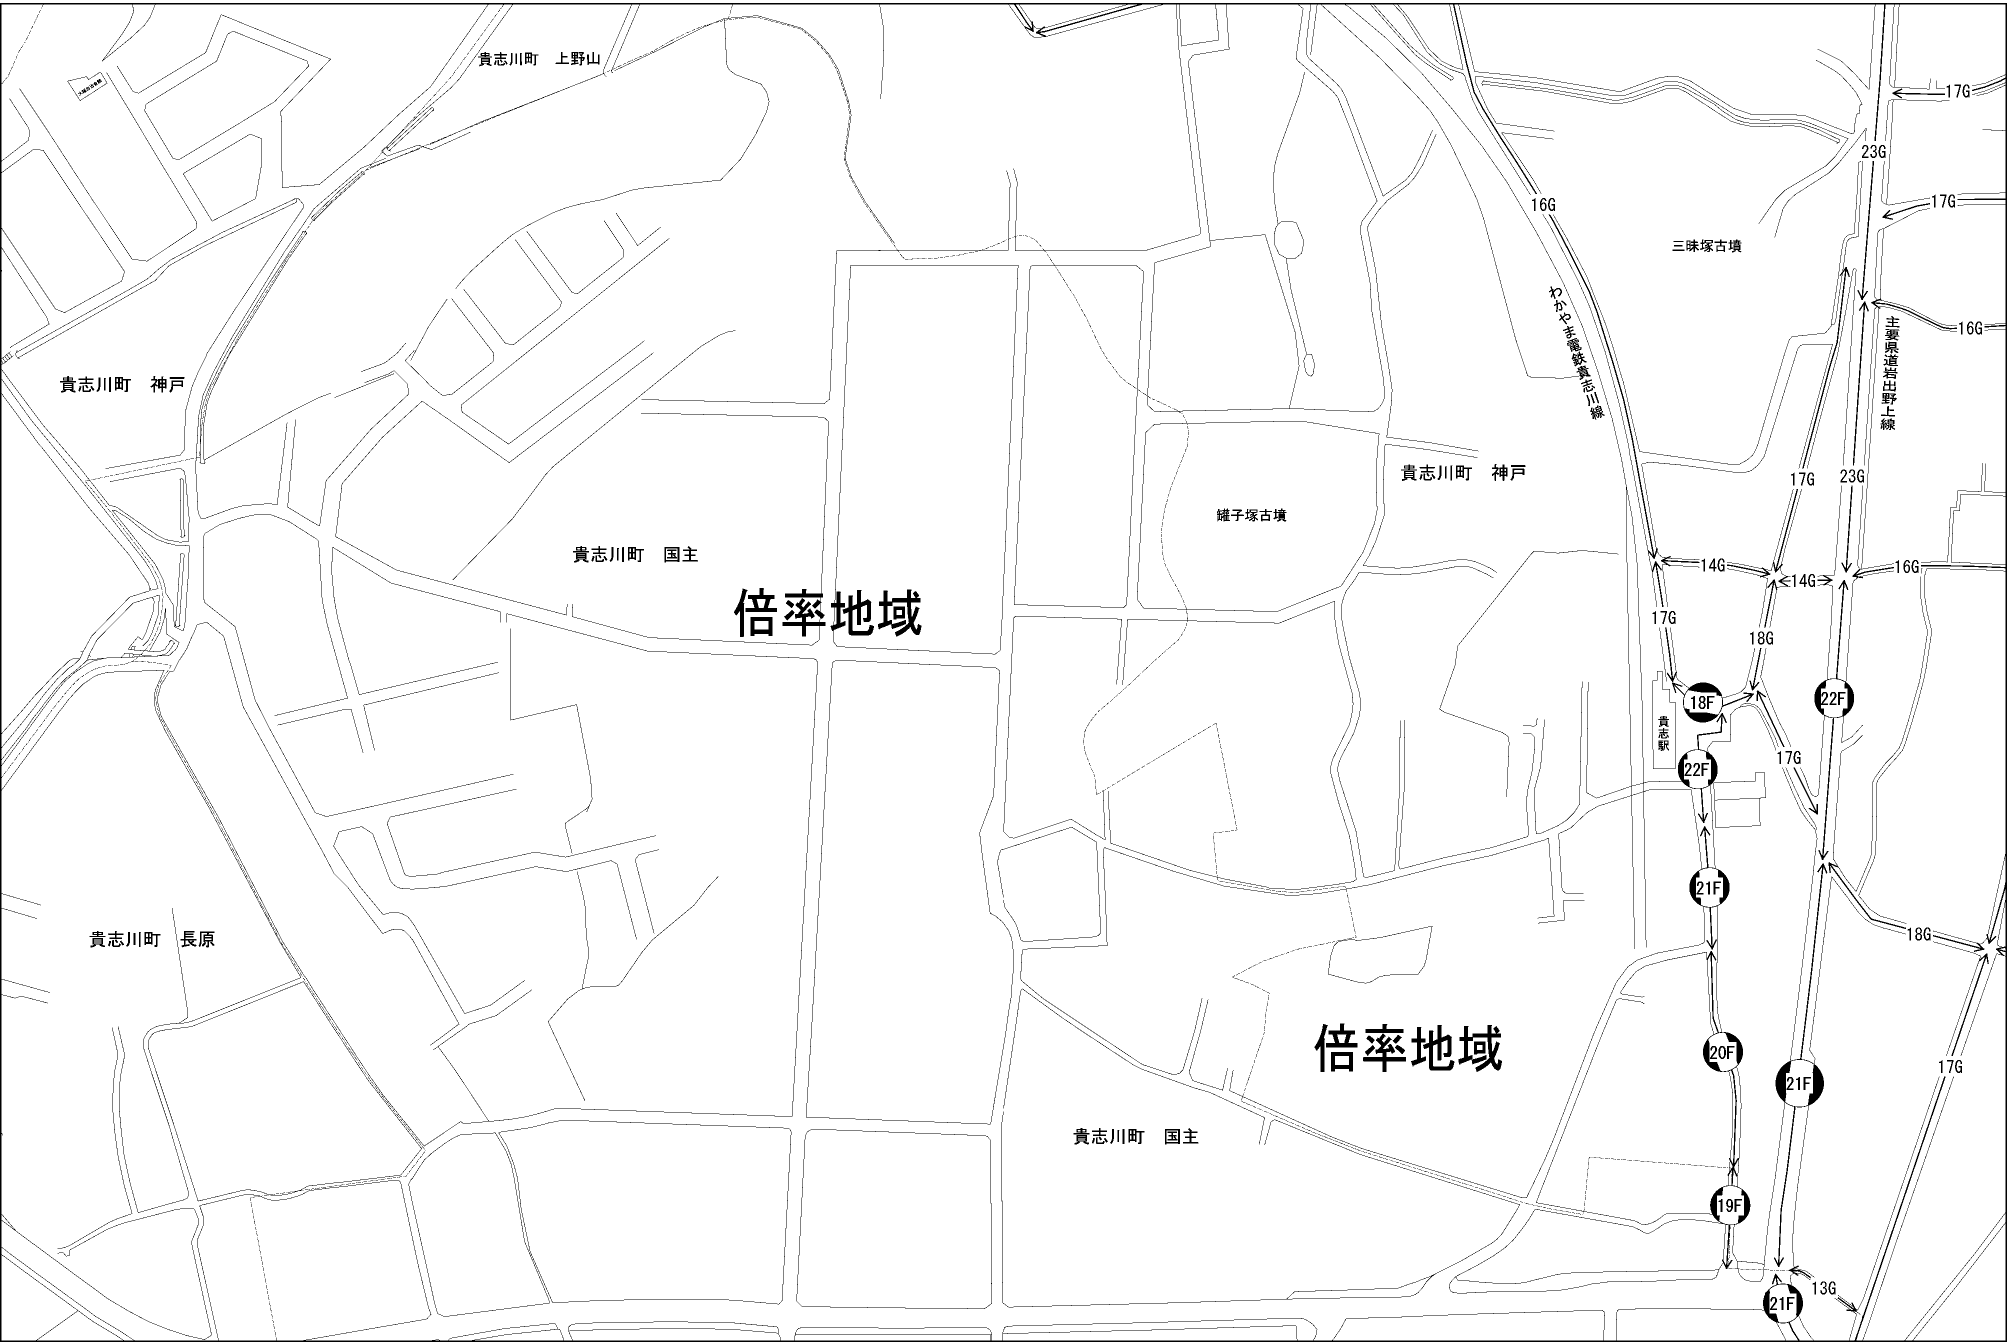 貴志川町　上野山
17G
23G
17G
16G
三昧塚古墳
わかやま電鉄貴志川線
16G
主要県道岩出野上線
貴志川町　神戸
貴志川町　神戸
17G
23G
罐子塚古墳
貴志川町　国主
14G
14G
16G
倍率地域
17G
18G
18F
22F
貴志駅
22F
17G
21F
18G
貴志川町　長原
倍率地域
20F
21F
17G
貴志川町　国主
19F
13G
21F